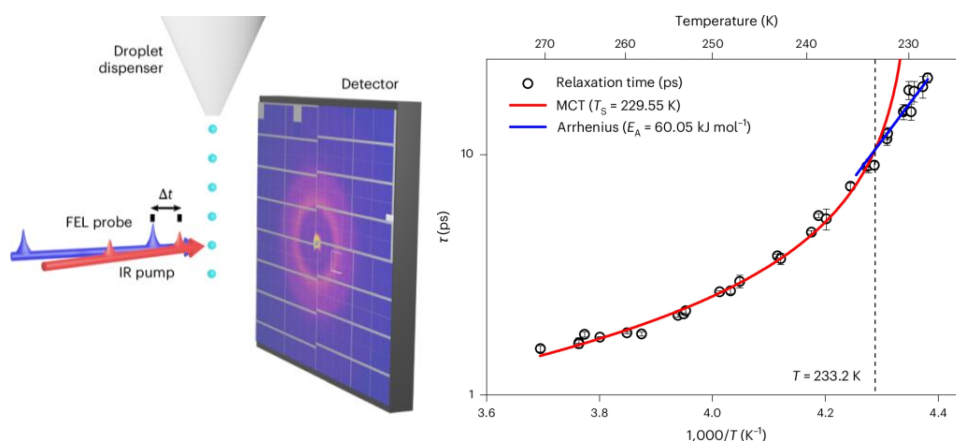 Droplet
dispenser
Detector
Δt
FEL probe
IR pump
Temperature (K)
270 260 250 240 230
Relaxation time (ps)
MCT (T_S = 229.55 K)
Arrhenius (E_A = 60.05 kJ mol⁻¹)
10
τ (ps)
T = 233.2 K
1
3.6 3.8 4.0 4.2 4.4
1,000/T (K⁻¹)